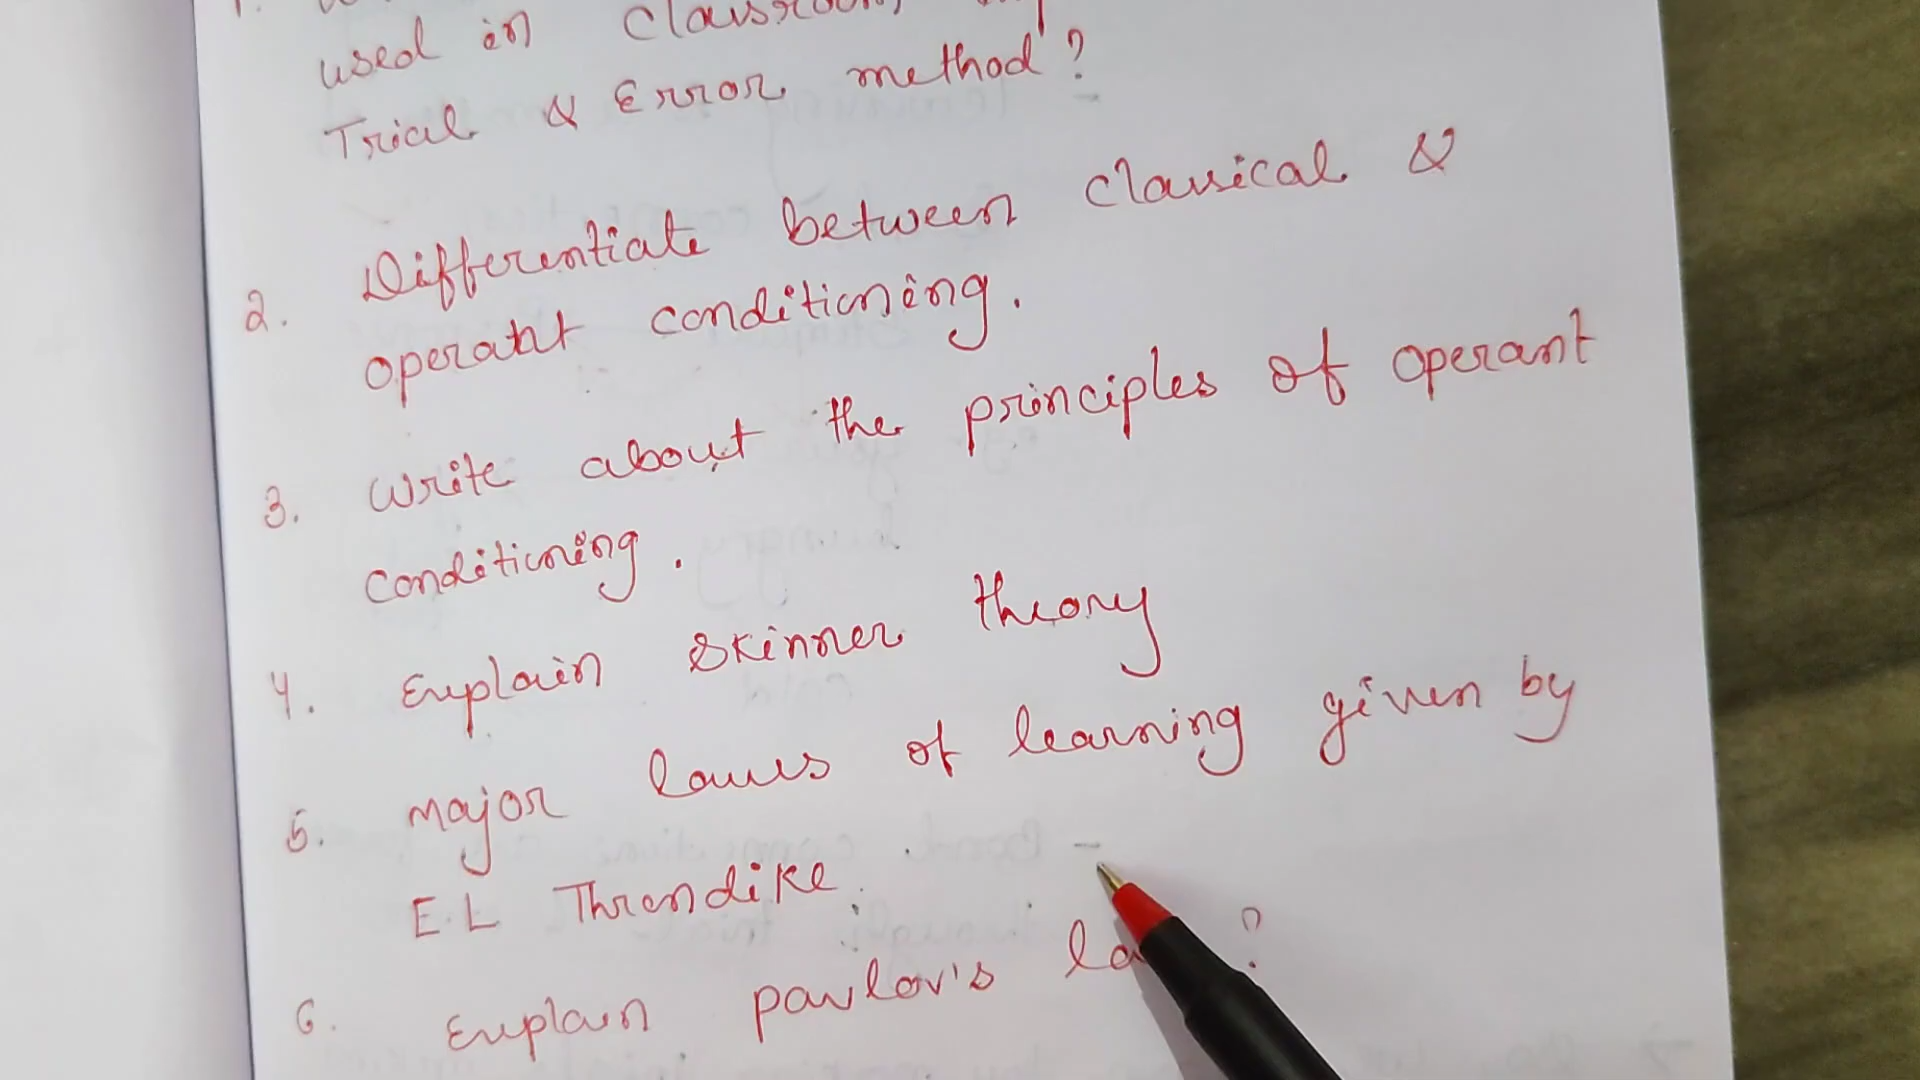 1.
used in classroom
Trial & Error method?
2. Differentiate between classical &
operant conditioning.
3. Write about the principles of operant
conditioning.
4. Explain Skinner theory
5. Major laws of learning given by
E.L Throndike.
6. Explain pavlov's ?